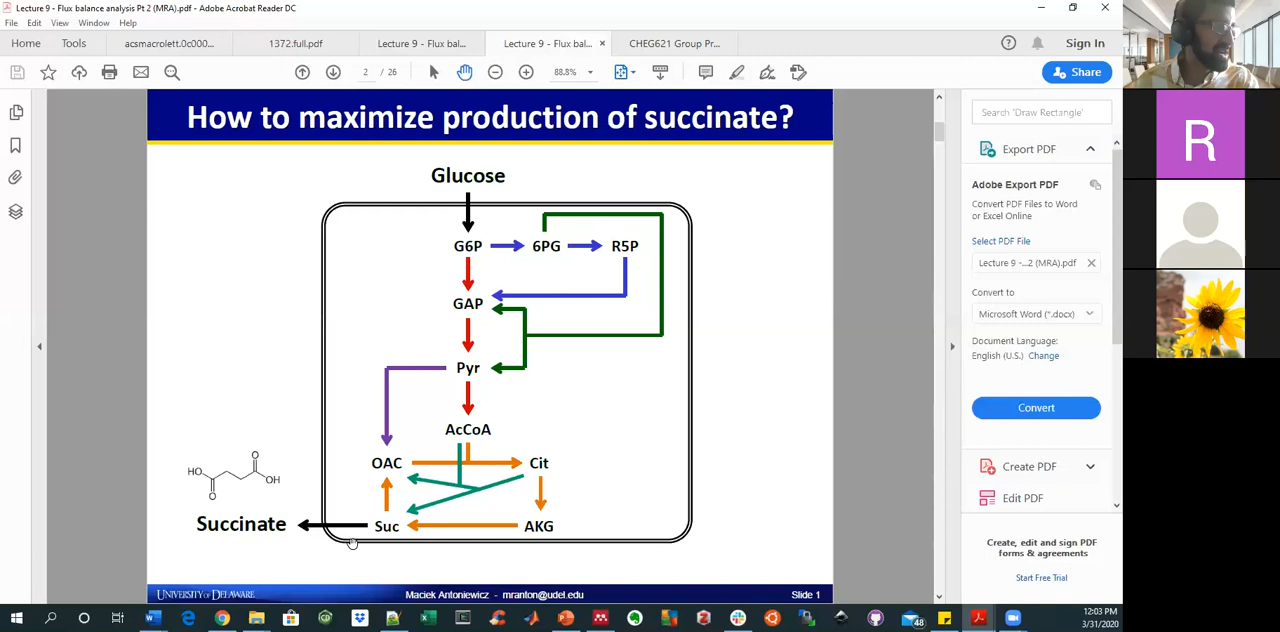 Lecture 9 - Flux balance analysis Pt 2 (MRA).pdf - Adobe Acrobat Reader DC
File Edit View Window Help
Home Tools acsmacrolett.0c000... 1372.full.pdf Lecture 9 - Flux bal... Lecture 9 - Flux bal... × CHEG621 Group Pr... Sign In
2 / 26 88.8% Share
How to maximize production of succinate?
Glucose
G6P 6PG R5P
GAP
Pyr
AcCoA
OAC Cit
HO O O OH
Succinate Suc AKG
UNIVERSITY OF DELAWARE Maciek Antoniewicz - mranton@udel.edu Slide 1
Search 'Draw Rectangle'
Export PDF
Adobe Export PDF
Convert PDF Files to Word
or Excel Online
Select PDF File
Lecture 9 -...2 (MRA).pdf
Convert to
Microsoft Word (*.docx)
Document Language:
English (U.S.) Change
Convert
Create PDF
Edit PDF
Create, edit and sign PDF
forms & agreements
Start Free Trial
R
48
12:03 PM
3/31/2020